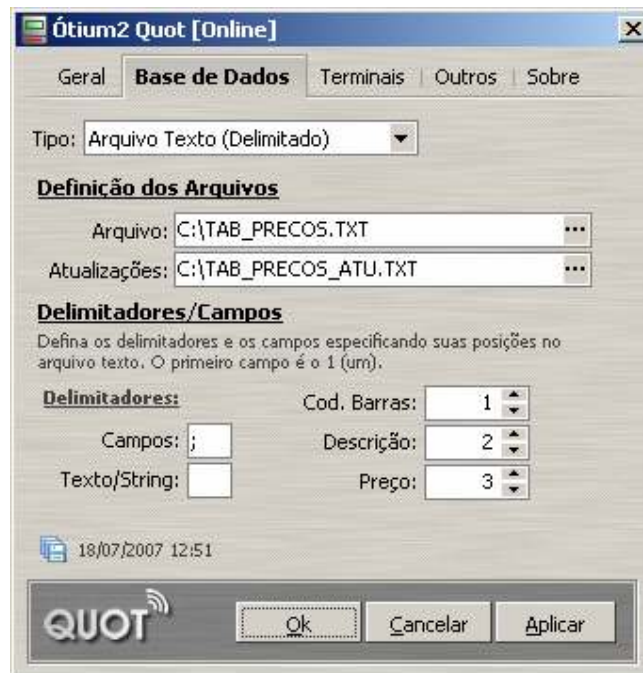 Ótium2 Quot [Online]
Geral Base de Dados Terminais Outros Sobre
Tipo: Arquivo Texto (Delimitado)
Definição dos Arquivos
Arquivo: C:\TAB_PRECOS.TXT ...
Atualizações: C:\TAB_PRECOS_ATU.TXT ...
Delimitadores/Campos
Defina os delimitadores e os campos especificando suas posições no
arquivo texto. O primeiro campo é o 1 (um).
Delimitadores: Cod. Barras: 1
Campos: ; Descrição: 2
Texto/String: Preço: 3
18/07/2007 12:51
QUOT Ok Cancelar Aplicar